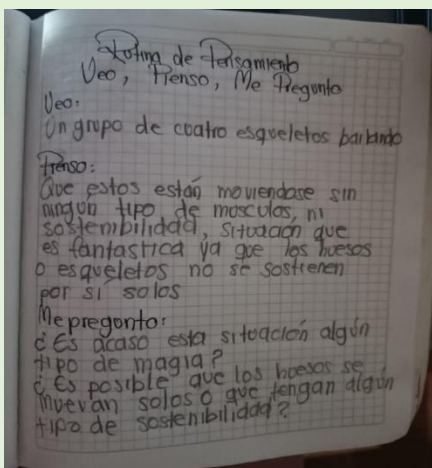 Rutina de Pensamiento
Veo, Pienso, Me Pregunto
Veo:
Un grupo de cuatro esqueletos bailando
Pienso:
Que estos están moviendose sin
ningun tipo de mosculos, ni
sostenibilidad, situación que
es fantastica ya que los huesos
o esqueletos no se sostienen
por si solos
Me pregonto:
¿Es acaso esta situación algún
tipo de magia?
¿Es posible que los huesos se
muevan solos o que tengan algún
tipo de sostenibilidad?